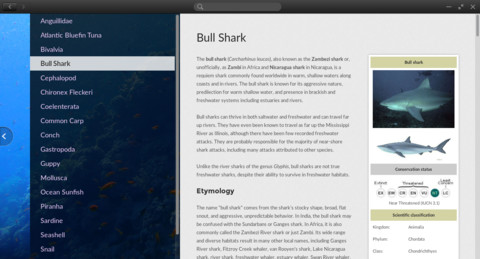 Anguillidae
Atlantic Bluefin Tuna
Bivalvia
Bull Shark
Cephalopod
Chironex Fleckeri
Coelenterata
Common Carp
Conch
Gastropoda
Guppy
Mollusca
Ocean Sunfish
Piranha
Sardine
Seashell
Snail
Bull Shark
The bull shark (Carcharhinus leucas), also known as the Zambezi shark or,
unofficially, as Zambi in Africa and Nicaragua shark in Nicaragua, is a
requiem shark commonly found worldwide in warm, shallow waters along
coasts and in rivers. The bull shark is known for its aggressive nature,
predilection for warm shallow water, and presence in brackish and
freshwater systems including estuaries and rivers.
Bull sharks can thrive in both saltwater and freshwater and can travel far
up rivers. They have even been known to travel as far up the Mississippi
River as Illinois, although there have been few recorded freshwater
attacks. They are probably responsible for the majority of near-shore
shark attacks, including many attacks attributed to other species.
Unlike the river sharks of the genus Glyphis, bull sharks are not true
freshwater sharks, despite their ability to survive in freshwater habitats.
Etymology
The name "bull shark" comes from the shark's stocky shape, broad, flat
snout, and aggressive, unpredictable behavior. In India, the bull shark may
be confused with the Sundarbans or Ganges shark. In Africa, it is also
commonly called the Zambezi River shark or just Zambi. Its wide range
and diverse habitats result in many other local names, including Ganges
River shark, Fitzroy Creek whaler, van Rooyen's shark, Lake Nicaragua
shark, river shark, freshwater whaler, estuary whaler, Swan River whaler,
Bull shark
Conservation status
Extinct Threatened Least Concern
EX EW CR EN VU NT LC
Near Threatened (IUCN 3.1)
Scientific classification
Kingdom: Animalia
Phylum: Chordata
Class: Chondrichthyes